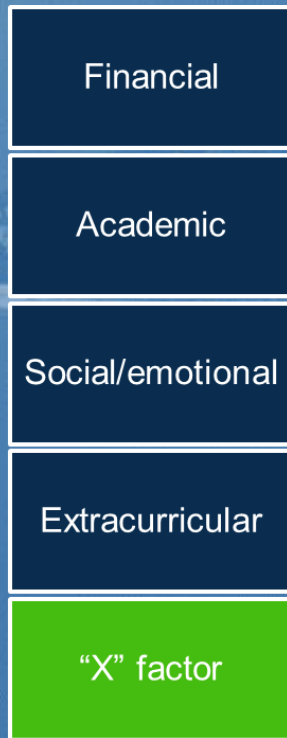 Financial
Academic
Social/emotional
Extracurricular
“X” factor